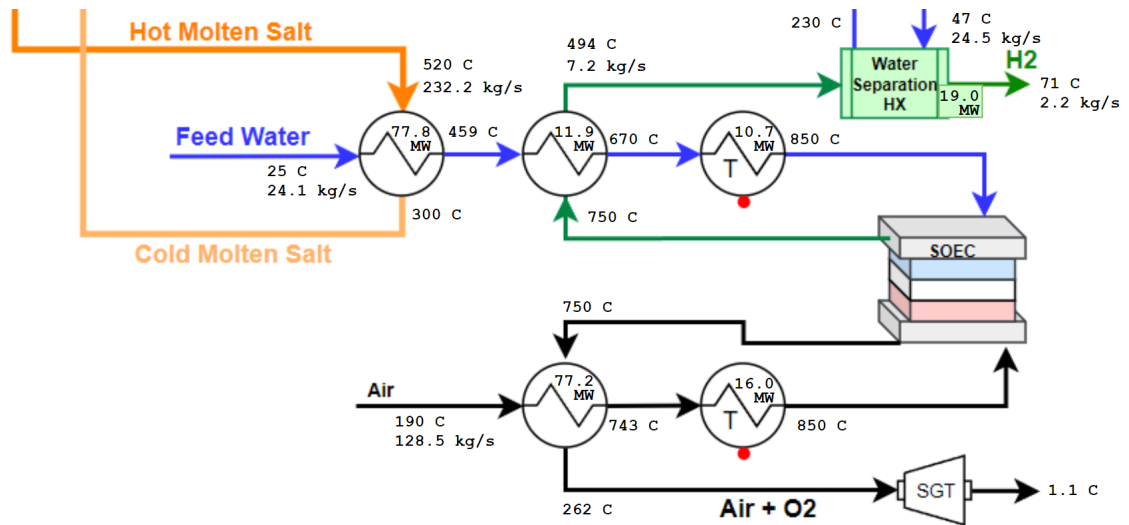 Hot Molten Salt
520 C
232.2 kg/s
494 C
7.2 kg/s
230 C
47 C
24.5 kg/s
Water
Separation
HX
19.0
MW
H2
71 C
2.2 kg/s
Feed Water
25 C
24.1 kg/s
77.8
MW
459 C
11.9
MW
670 C
10.7
MW
T
850 C
300 C
Cold Molten Salt
750 C
SOEC
750 C
Air
190 C
128.5 kg/s
77.2
MW
743 C
16.0
MW
T
850 C
262 C
Air + O2
SGT
1.1 C